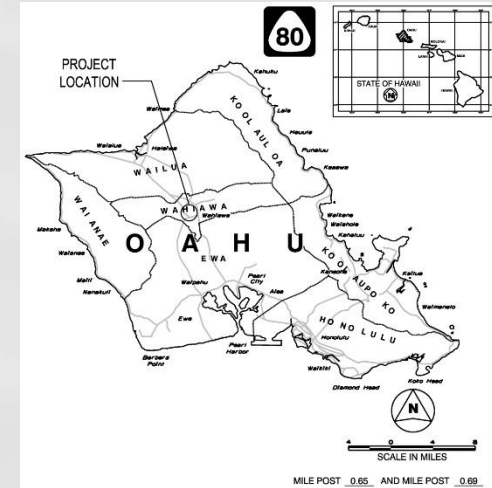 80
PROJECT
LOCATION
STATE OF HAWAII
N
Kahuku
Laie
Waimea
KOOLAULOA
Hauula
Punaluu
Waialua
Haleiwa
Kaaawa
WAILUA
WAI ANAE
WAHIAWA
Wahiawa
Waikane
Waiahole
Kahaluu
Makaha
OAHU
Waianae
EWA
KOOLAUPOKO
Kaneohe
Maili
Nanakuli
Waipahu
Pearl
City
Aiea
Kailua
Waimanalo
Ewa
HONOLULU
Honolulu
Barbers
Point
Pearl
Harbor
Waikiki
Koko Head
Diamond Head
N
4 0 4 8
SCALE IN MILES
MILE POST 0.65 AND MILE POST 0.69